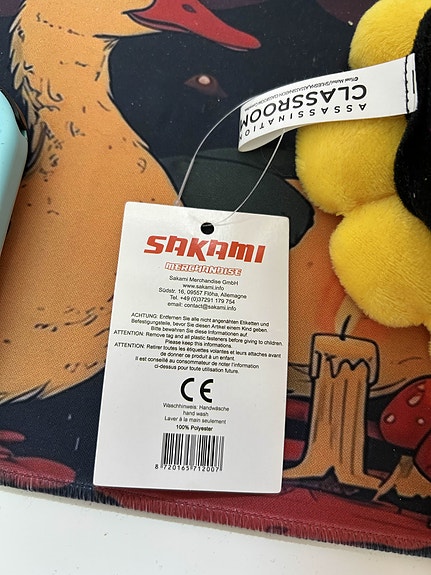 ASSASSINATION
CLASSROOM
SAKAMI
MERCHANDISE
Sakami Merchandise GmbH
www.sakami.info
Südstr. 16, 09557 Flöha, Allemagne
Tel. +49 (0)37291 179 754
email: contact@sakami.info
ACHTUNG: Entfernen Sie alle nicht angenähten Etiketten und
Befestigungsteile, bevor Sie diesen Artikel einem Kind geben.
Bitte bewahren Sie diese Informationen auf.
ATTENTION: Remove tag and all plastic fasteners before giving to children.
Please keep this informations.
ATTENTION: Retirer toutes les étiquettes volantes et leurs attaches avant
de donner ce produit à un enfant.
Il est conseillé au consommateur de noter l'information
ci-dessus pour toute utilisation future.
CE
Waschhinweis: Handwäsche
hand wash
Laver à la main seulement
100% Polyester
8 720165 712007